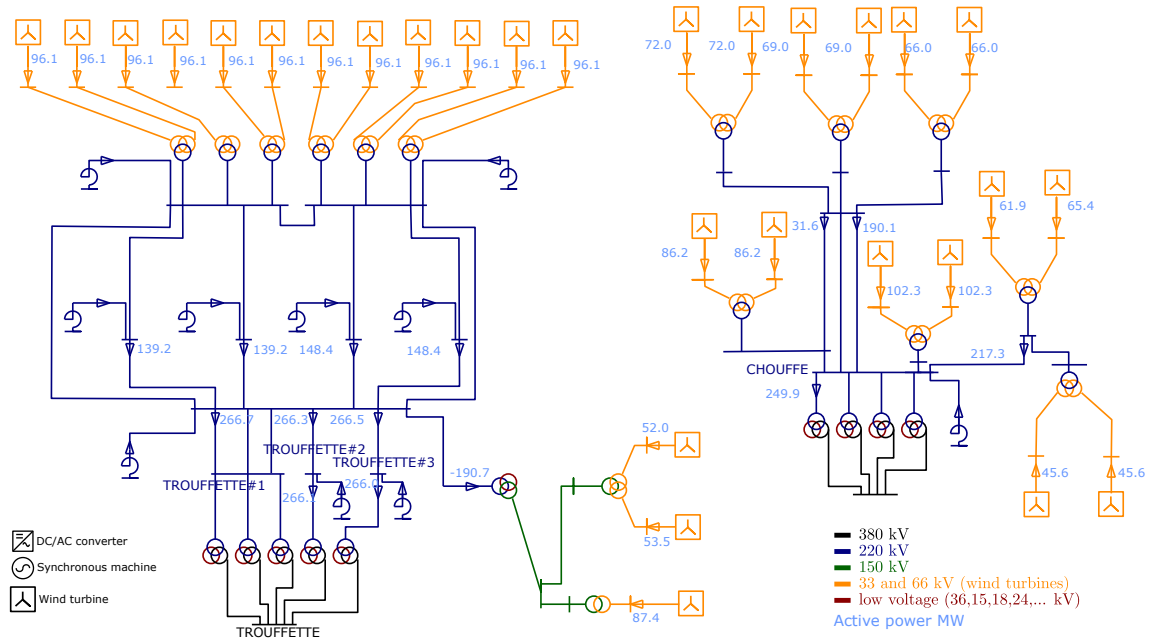 96.1 96.1 96.1 96.1 96.1 96.1 96.1 96.1 96.1 96.1 96.1 96.1
72.0 72.0 69.0 69.0 66.0 66.0
61.9 65.4
86.2 86.2 31.6 190.1
102.3 102.3
139.2 139.2 148.4 148.4
217.3
CHOUFFE
249.9
266.7 266.3 266.5
52.0
TROUFFETTE#2
TROUFFETTE#3
-190.7
45.6 45.6
TROUFFETTE#1
266.0
53.5
DC/AC converter
Synchronous machine
Wind turbine
87.4
TROUFFETTE
380 kV
220 kV
150 kV
33 and 66 kV (wind turbines)
low voltage (36,15,18,24,... kV)
Active power MW